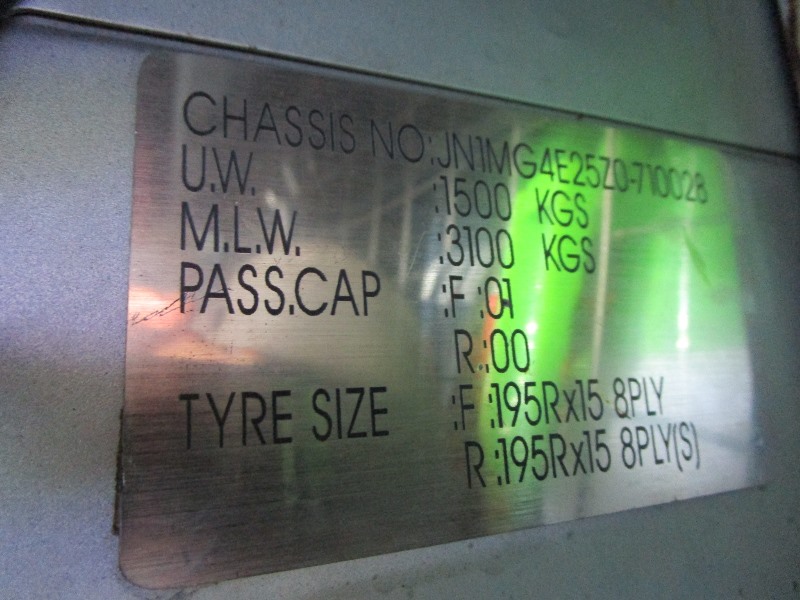 CHASSIS NO:JN1MG4E25Z0-710028
U.W. :1500 KGS
M.L.W. :3100 KGS
PASS.CAP :F :01
R :00
TYRE SIZE :F :195Rx15 8PLY
R :195Rx15 8PLY(S)